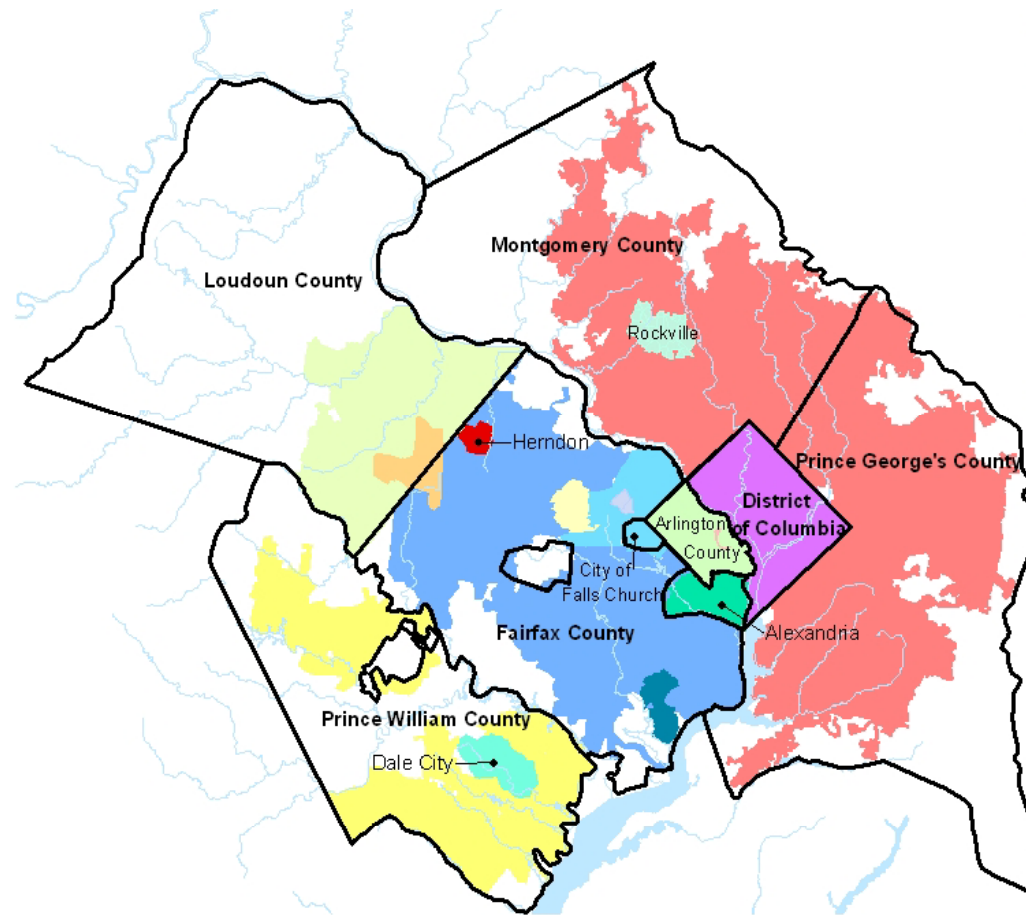 Montgomery County
Loudoun County
Rockville
Herndon
Prince George's County
District
of Columbia
Arlington
County
City of
Falls Church
Fairfax County
Alexandria
Prince William County
Dale City